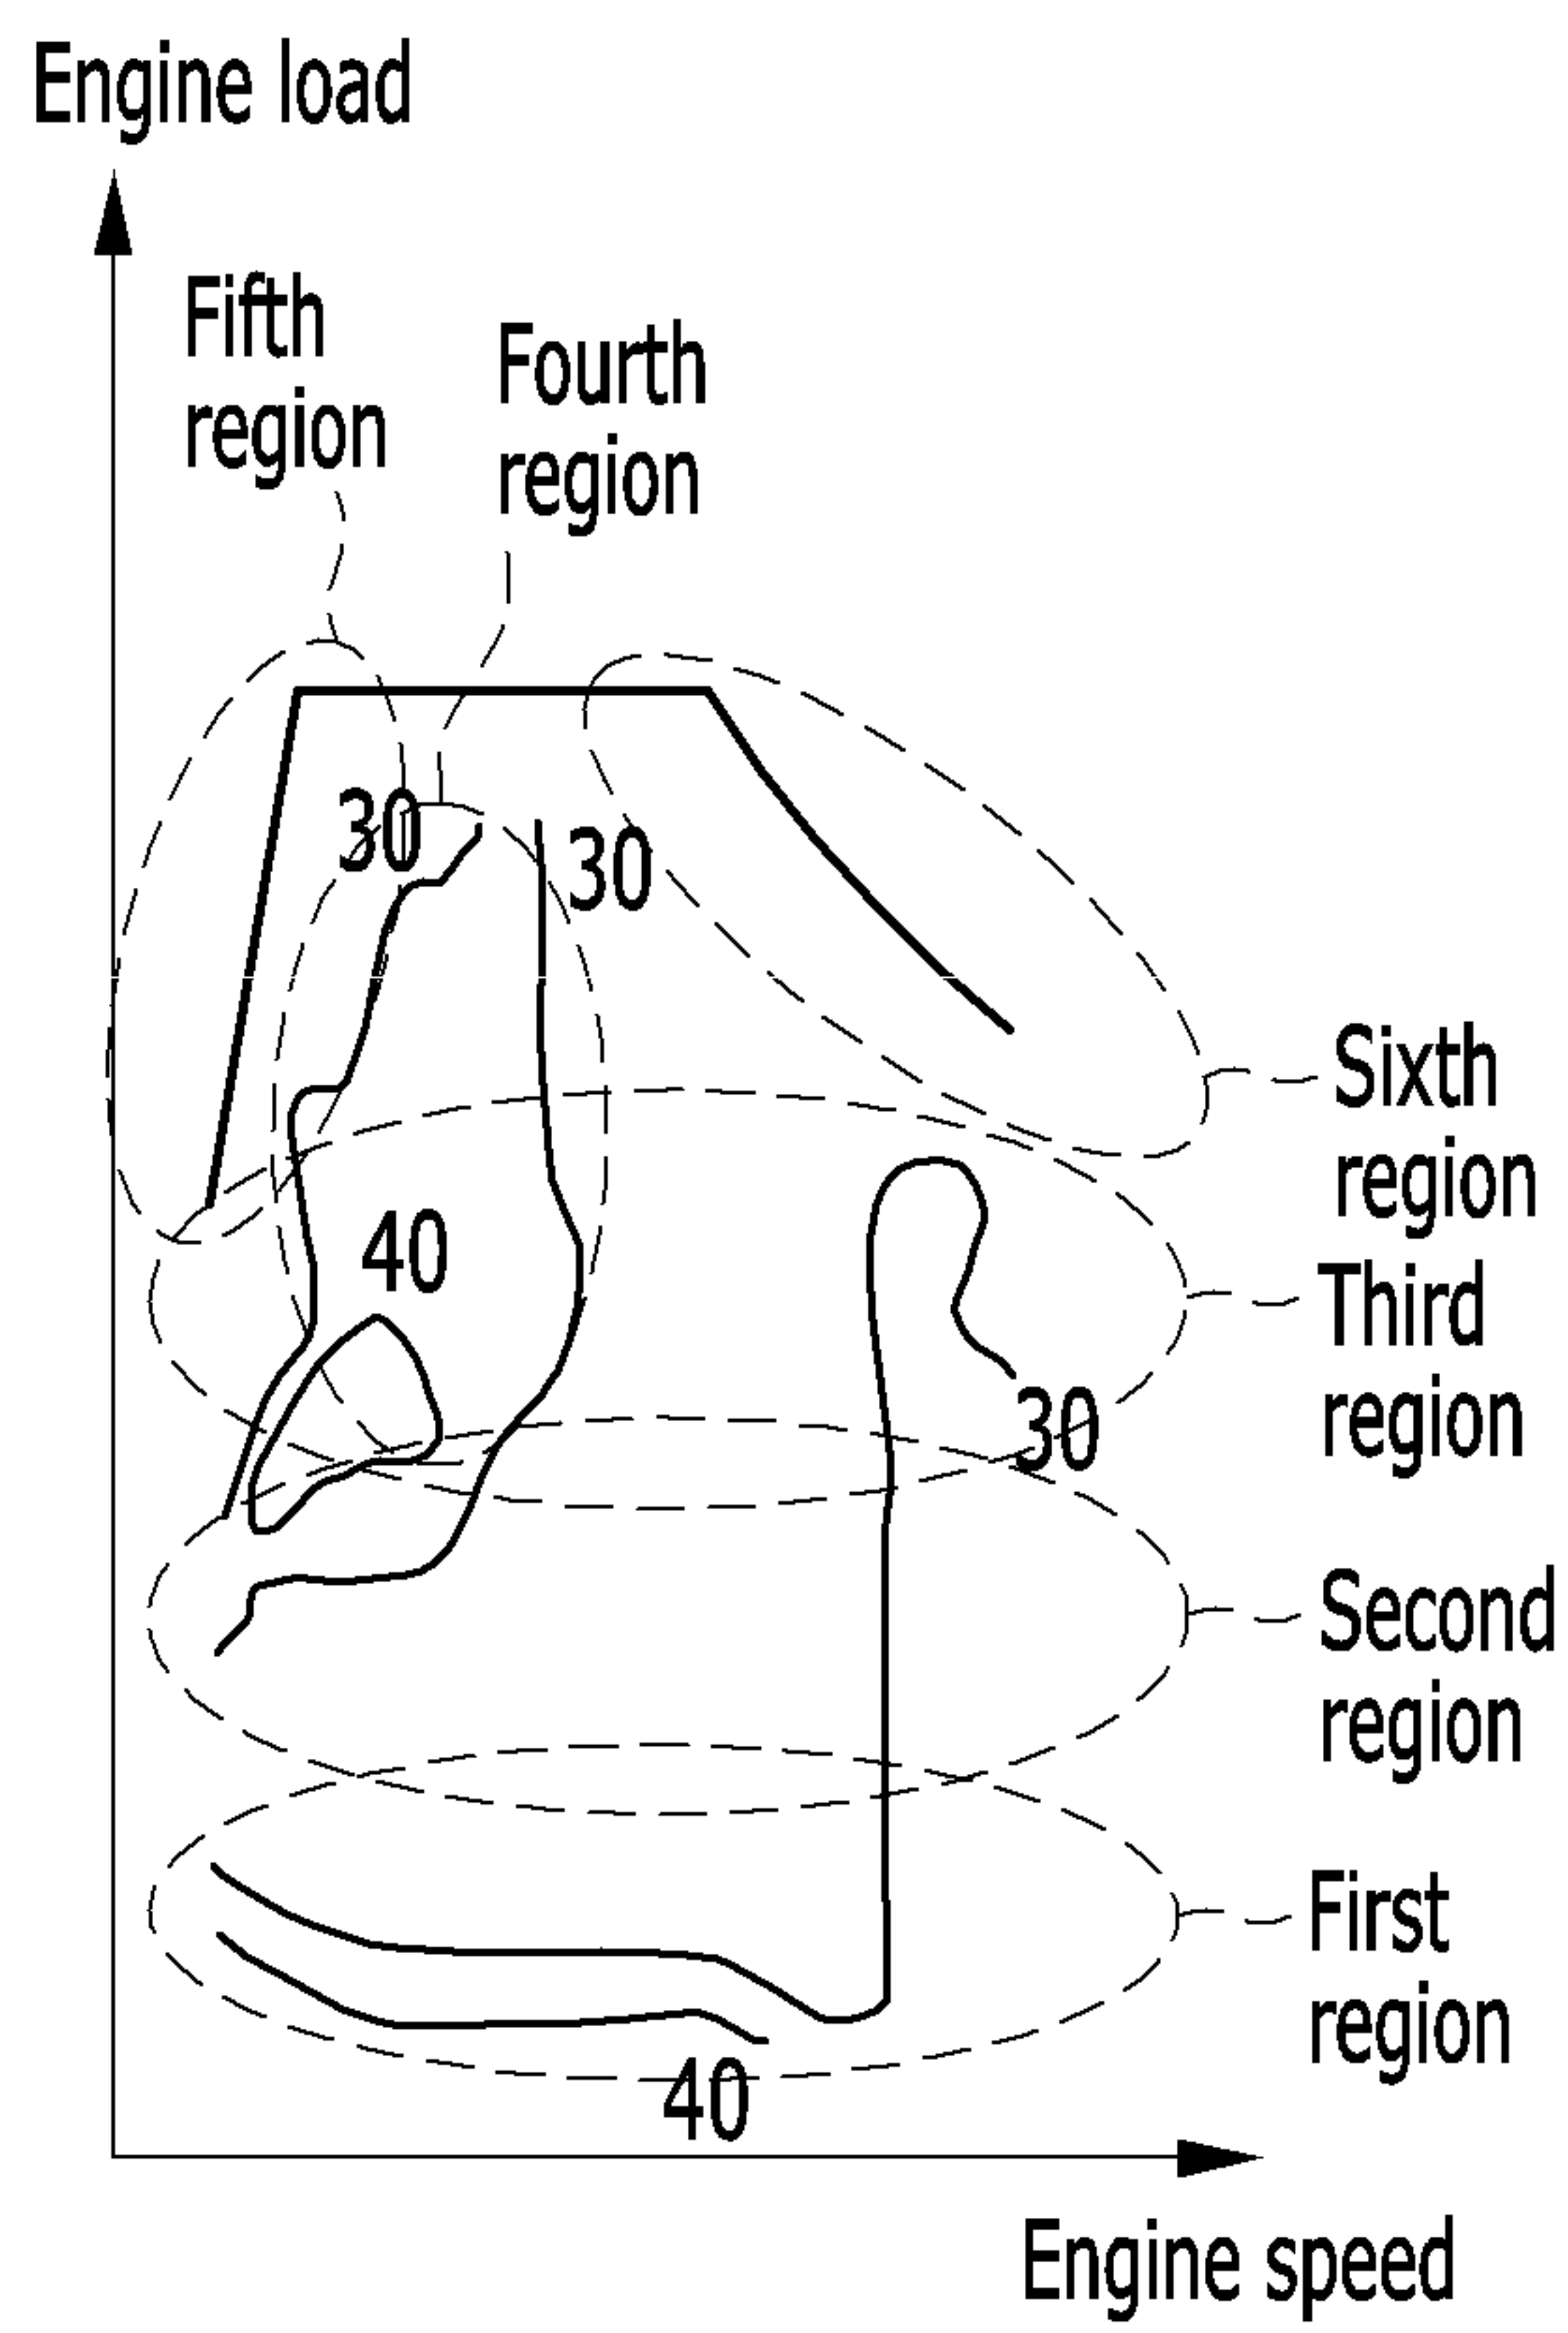 Engine load
Fifth
region
Fourth
region
30
30
Sixth
region
40
Third
region
30
Second
region
First
region
40
Engine speed